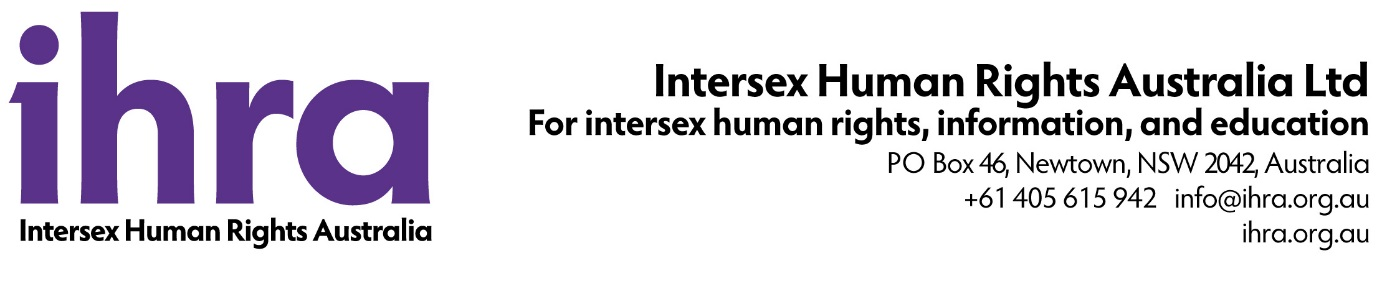 ihra
Intersex Human Rights Australia
Intersex Human Rights Australia Ltd
For intersex human rights, information, and education
PO Box 46, Newtown, NSW 2042, Australia
+61 405 615 942 info@ihra.org.au
ihra.org.au